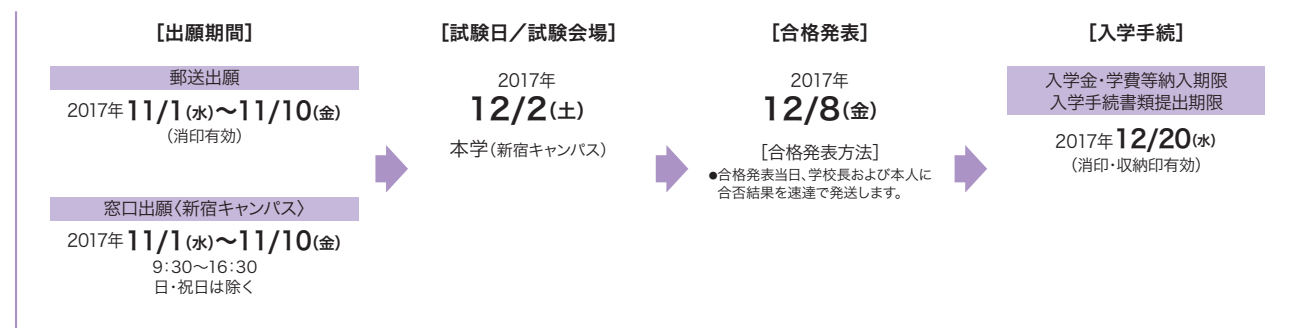 [出願期間]
郵送出願
2017年11/1(水)～11/10(金)
(消印有効)
窓口出願〈新宿キャンパス〉
2017年11/1(水)～11/10(金)
9:30～16:30
日・祝日は除く
[試験日／試験会場]
2017年
12/2(土)
本学(新宿キャンパス)
[合格発表]
2017年
12/8(金)
[合格発表方法]
●合格発表当日、学校長および本人に
合否結果を速達で発送します。
[入学手続]
入学金・学費等納入期限
入学手続書類提出期限
2017年12/20(水)
(消印・収納印有効)